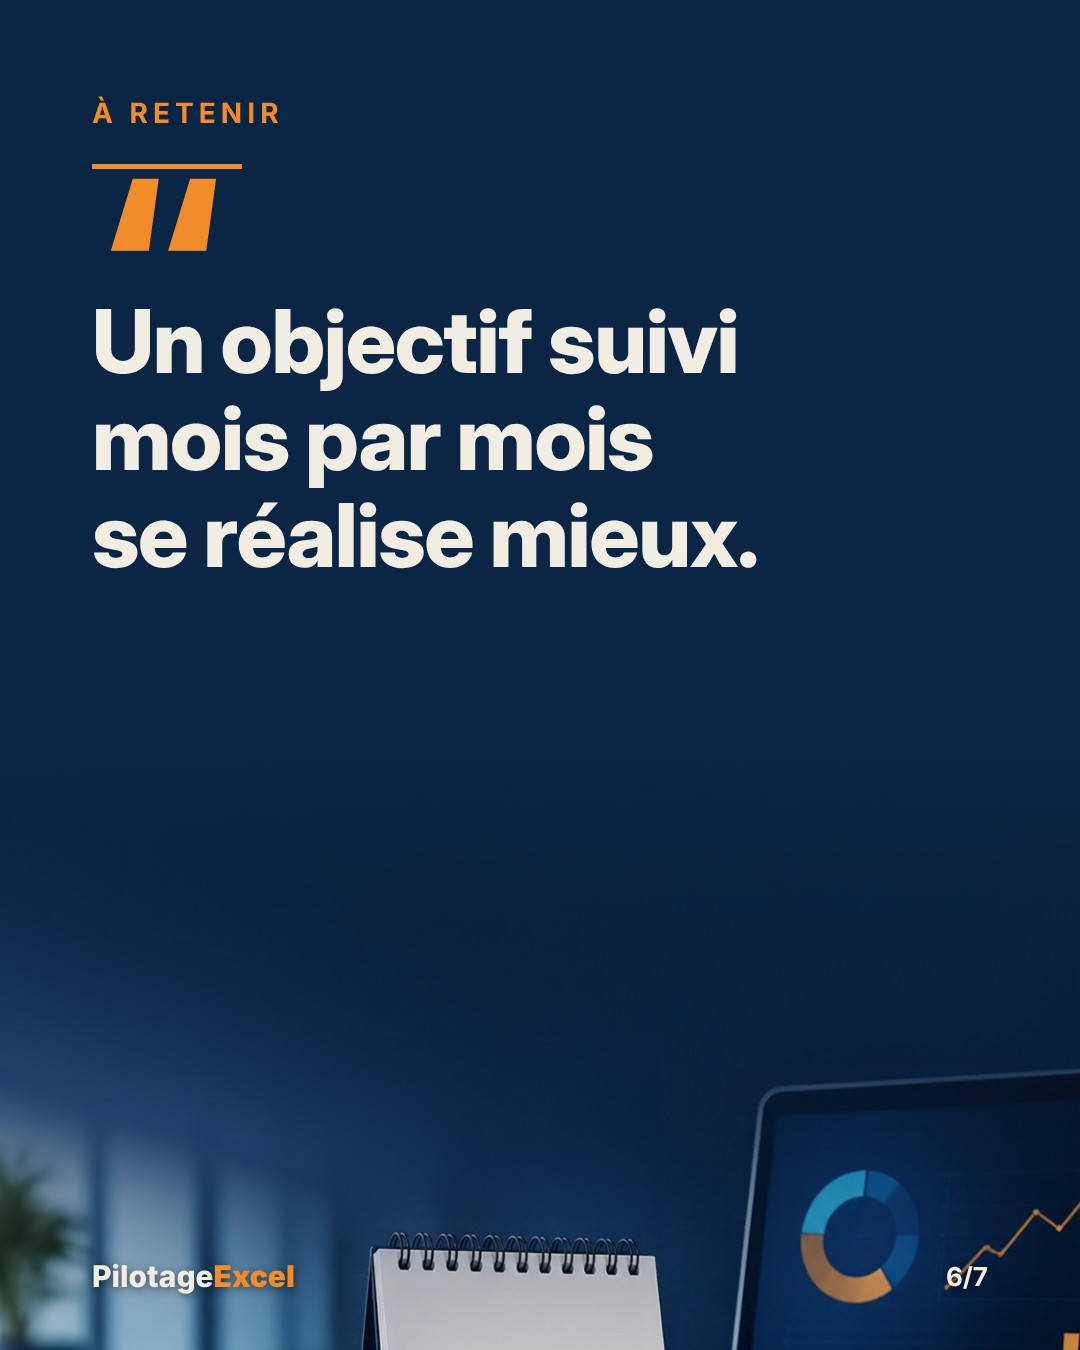 À RETENIR
"
Un objectif suivi
mois par mois
se réalise mieux.
PilotageExcel
6/7